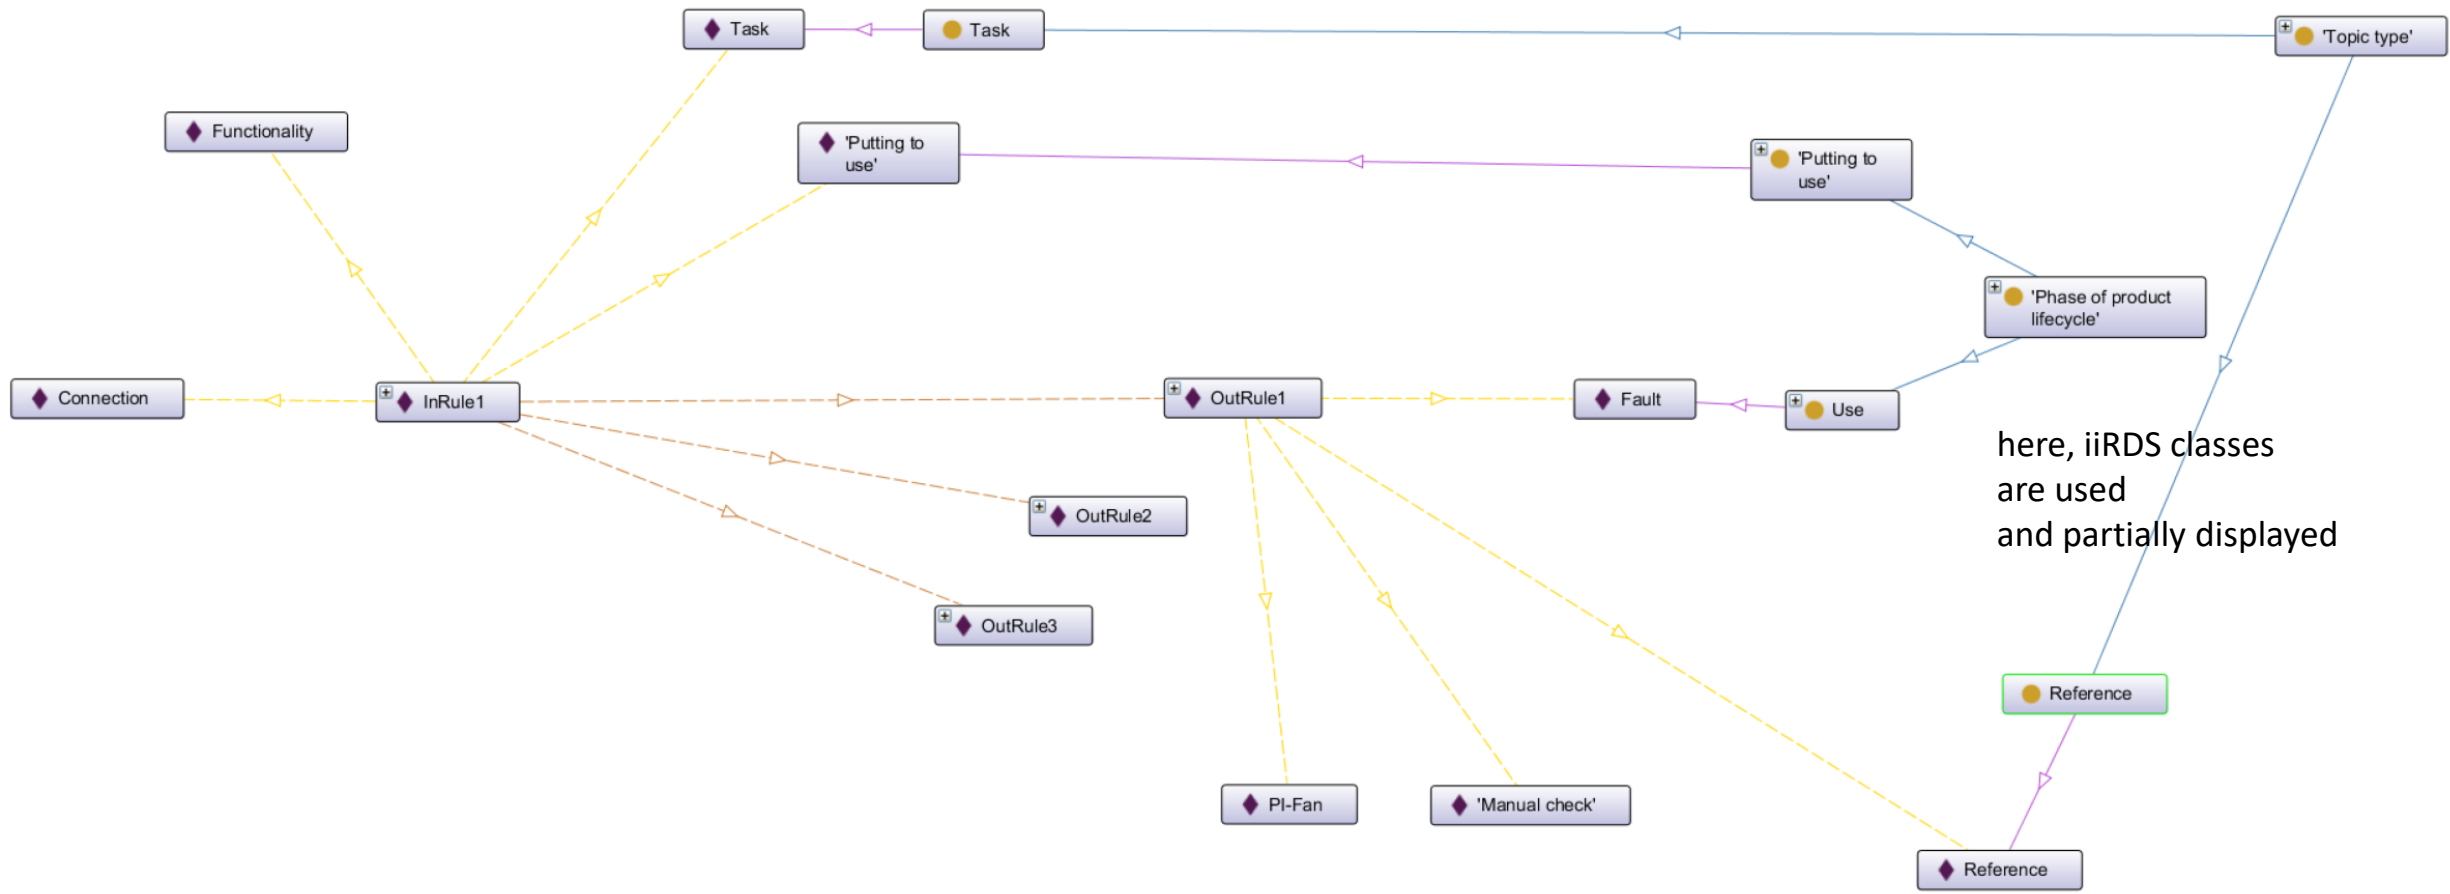 Task
Task
'Topic type'
Functionality
'Putting to
use'
'Putting to
use'
'Phase of product
lifecycle'
Connection
InRule1
OutRule1
Fault
Use
here, iiRDS classes
are used
and partially displayed
OutRule2
OutRule3
Reference
PI-Fan
'Manual check'
Reference